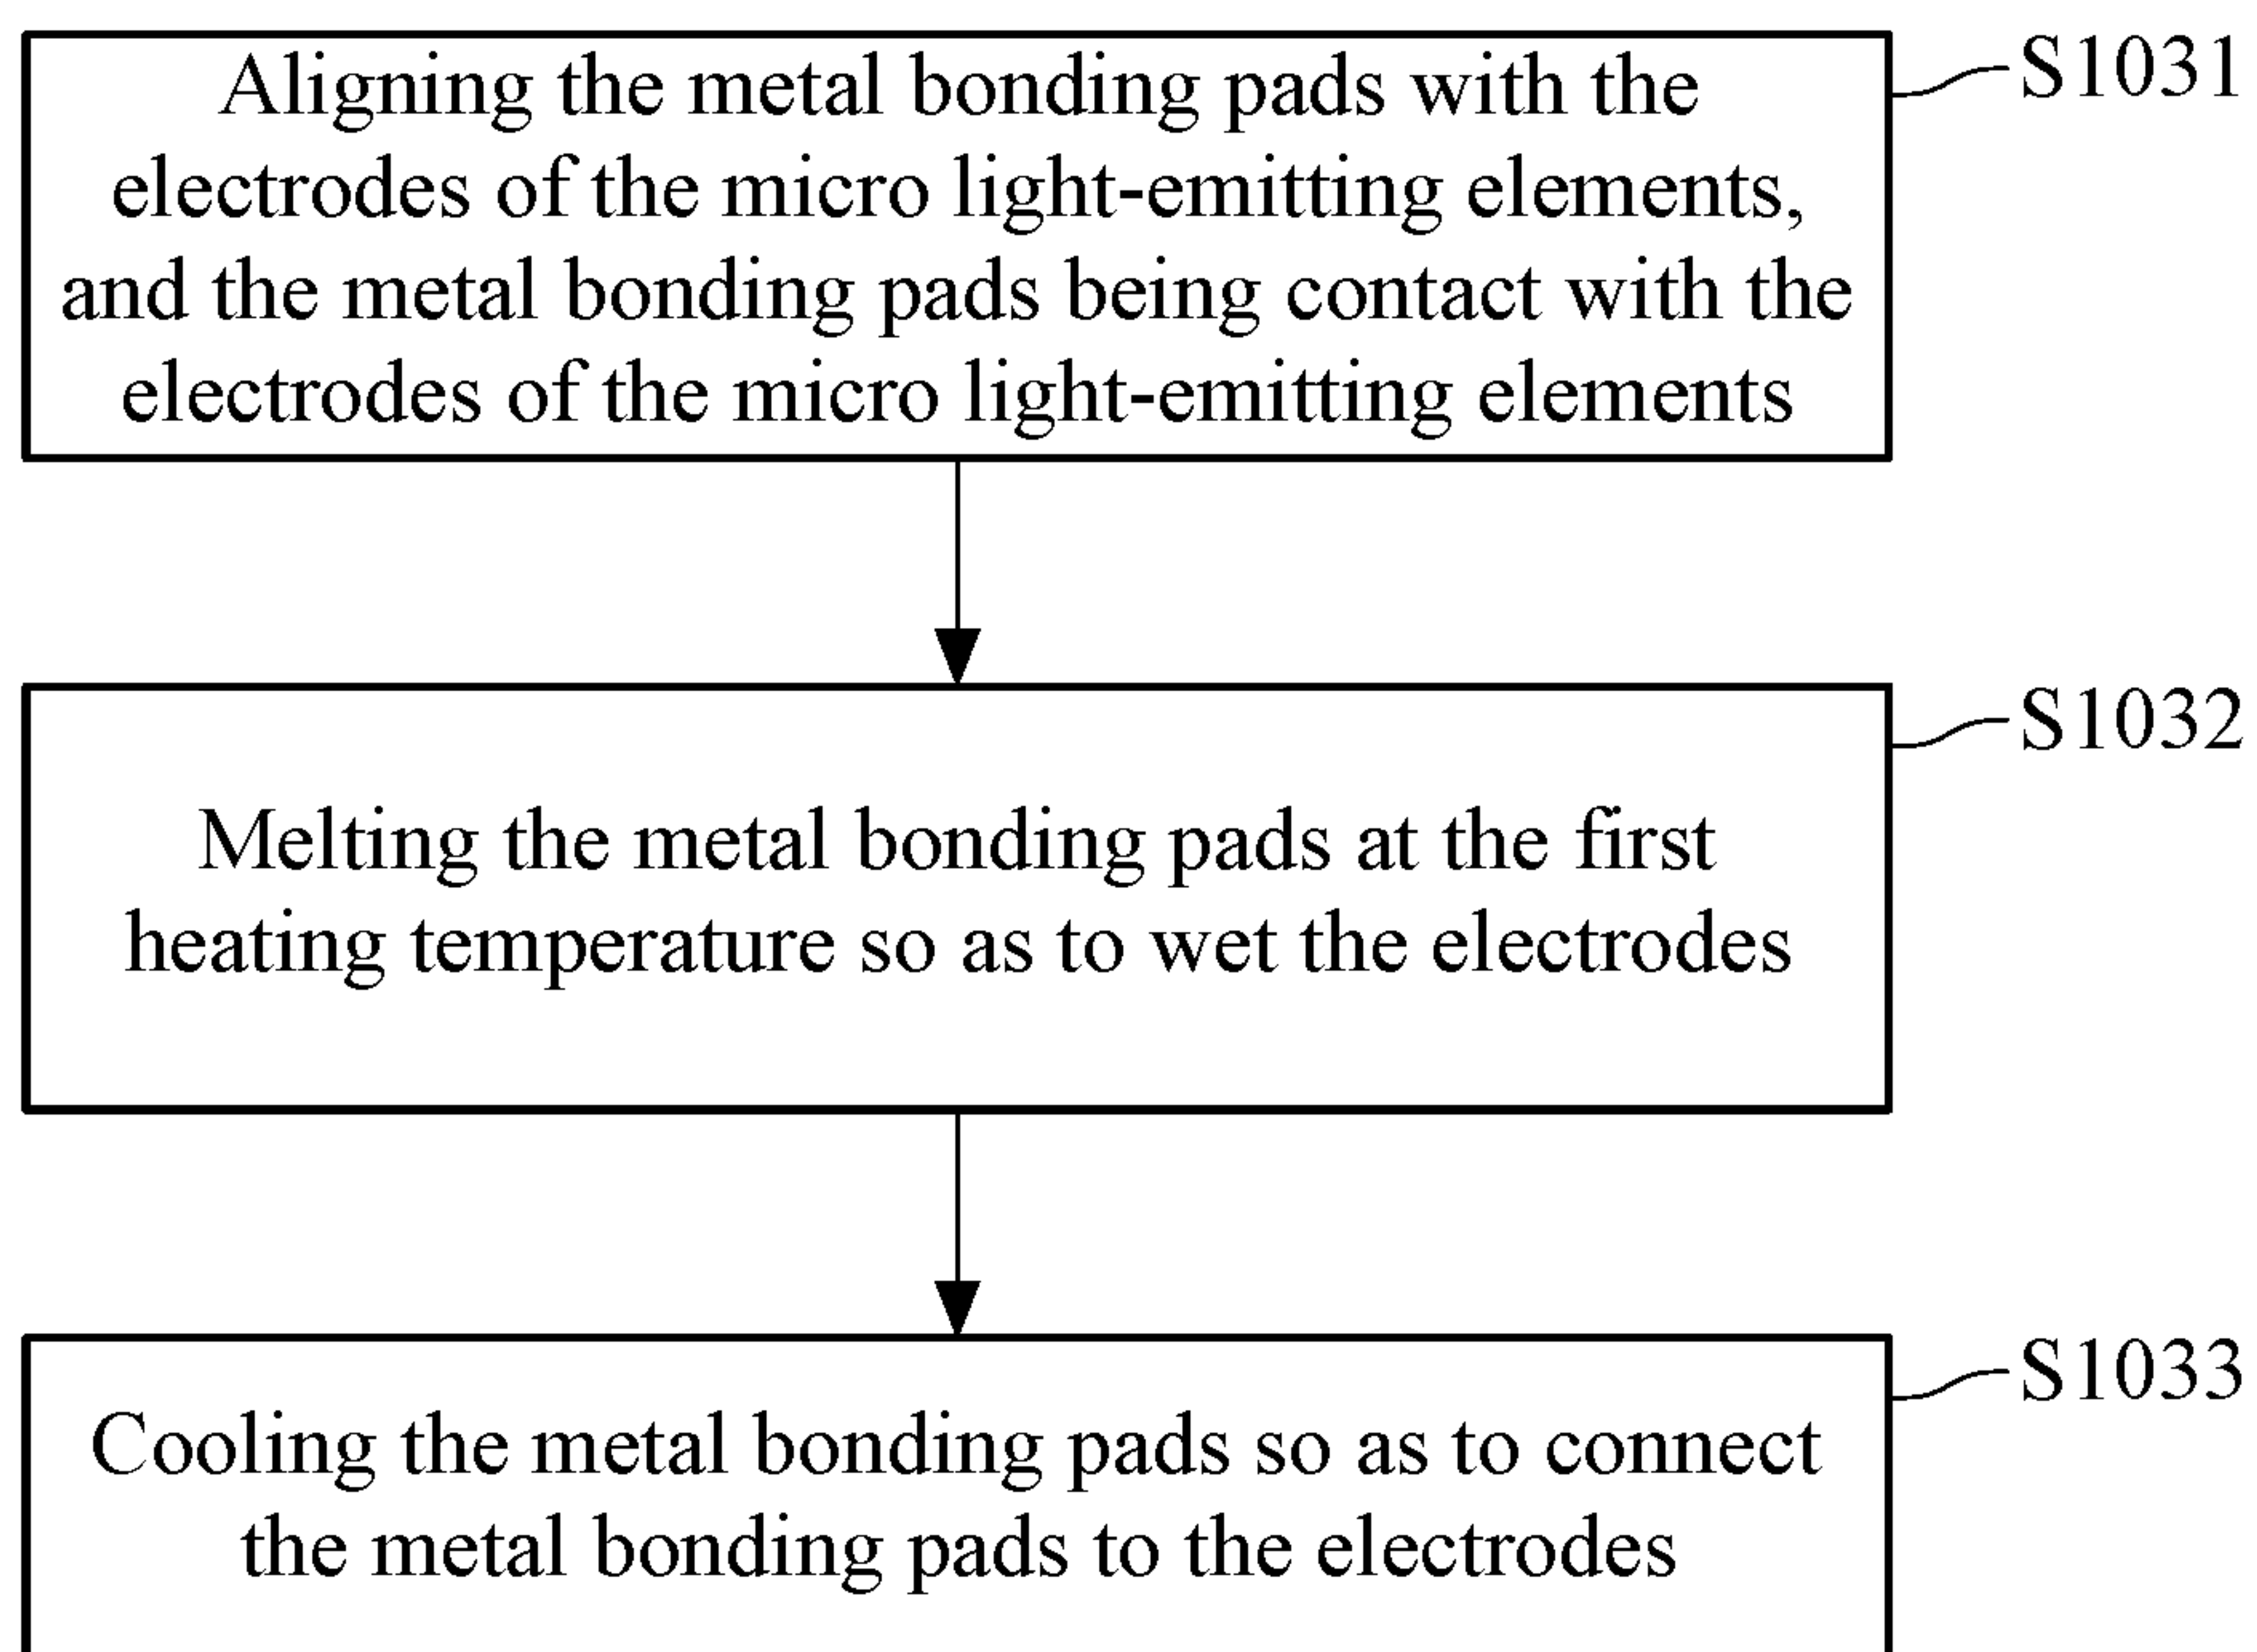 Aligning the metal bonding pads with the
electrodes of the micro light-emitting elements,
and the metal bonding pads being contact with the
electrodes of the micro light-emitting elements
S1031
Melting the metal bonding pads at the first
heating temperature so as to wet the electrodes
S1032
Cooling the metal bonding pads so as to connect
the metal bonding pads to the electrodes
S1033